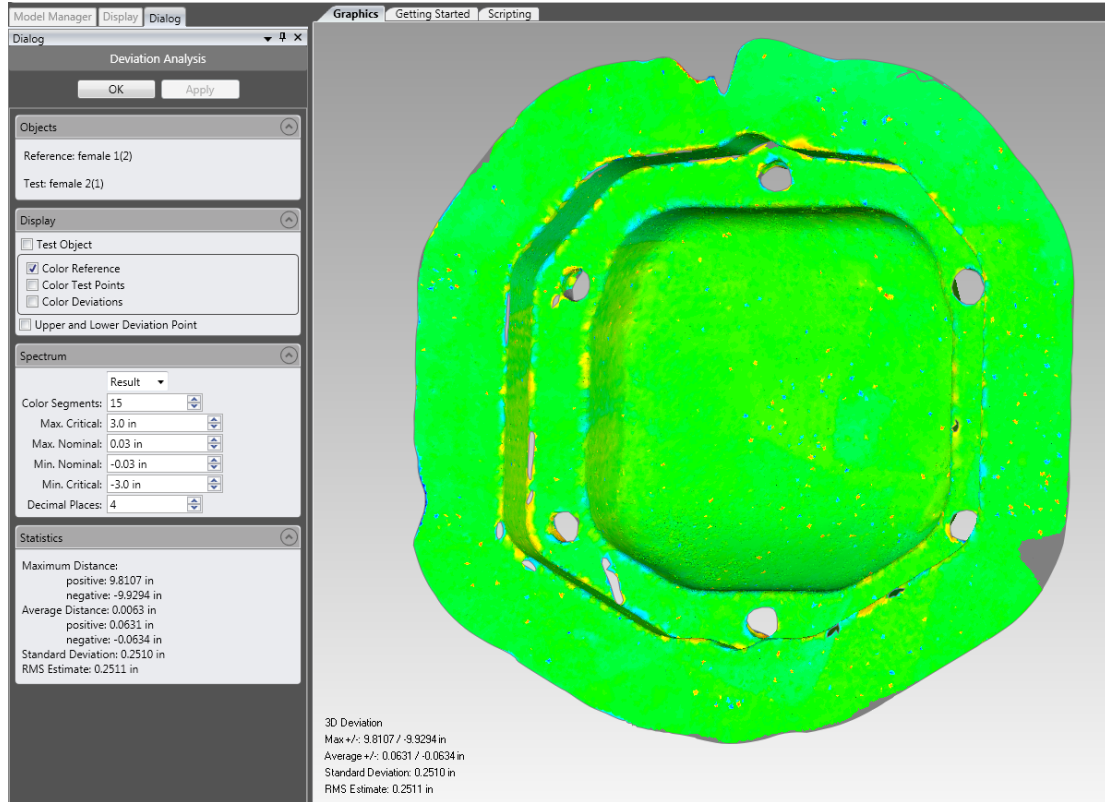 Model Manager Display Dialog
Graphics Getting Started Scripting
Dialog
Deviation Analysis
OK Apply
Objects
Reference: female 1(2)
Test: female 2(1)
Display
Test Object
Color Reference
Color Test Points
Color Deviations
Upper and Lower Deviation Point
Spectrum
Result
Color Segments: 15
Max. Critical: 3.0 in
Max. Nominal: 0.03 in
Min. Nominal: -0.03 in
Min. Critical: -3.0 in
Decimal Places: 4
Statistics
Maximum Distance:
positive: 9.8107 in
negative: -9.9294 in
Average Distance: 0.0063 in
positive: 0.0631 in
negative: -0.0634 in
Standard Deviation: 0.2510 in
RMS Estimate: 0.2511 in
3D Deviation
Max +/-: 9.8107 / -9.9294 in
Average +/-: 0.0631 / -0.0634 in
Standard Deviation: 0.2510 in
RMS Estimate: 0.2511 in